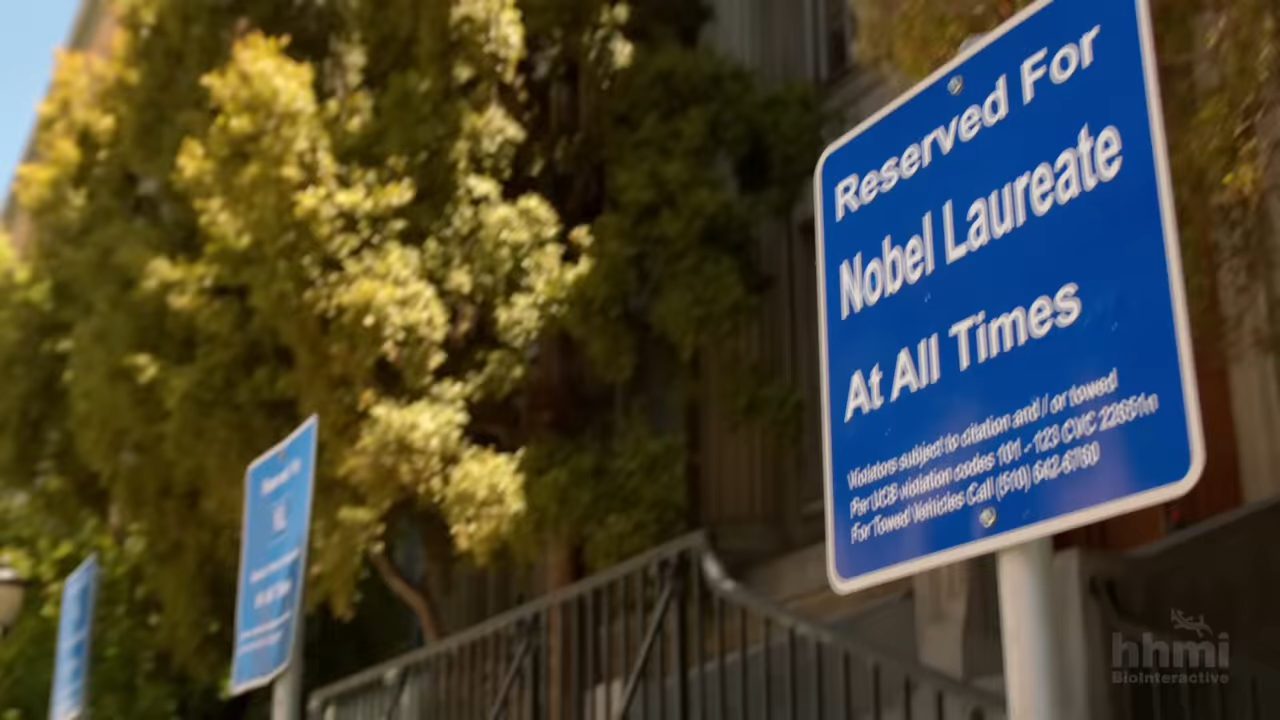 Reserved For
Nobel Laureate
At All Times
Violators subject to citation and / or towed
Per UCB violation codes 101 - 123 CVC 22651n
For Towed Vehicles Call (510) 642-6760
NL
hhmi
BioInteractive